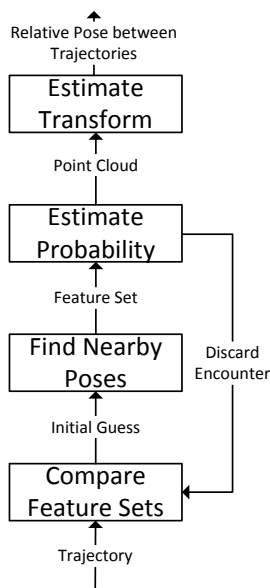 Relative Pose between
Trajectories
Estimate
Transform
Point Cloud
Estimate
Probability
Feature Set
Find Nearby
Poses
Discard
Encounter
Initial Guess
Compare
Feature Sets
Trajectory